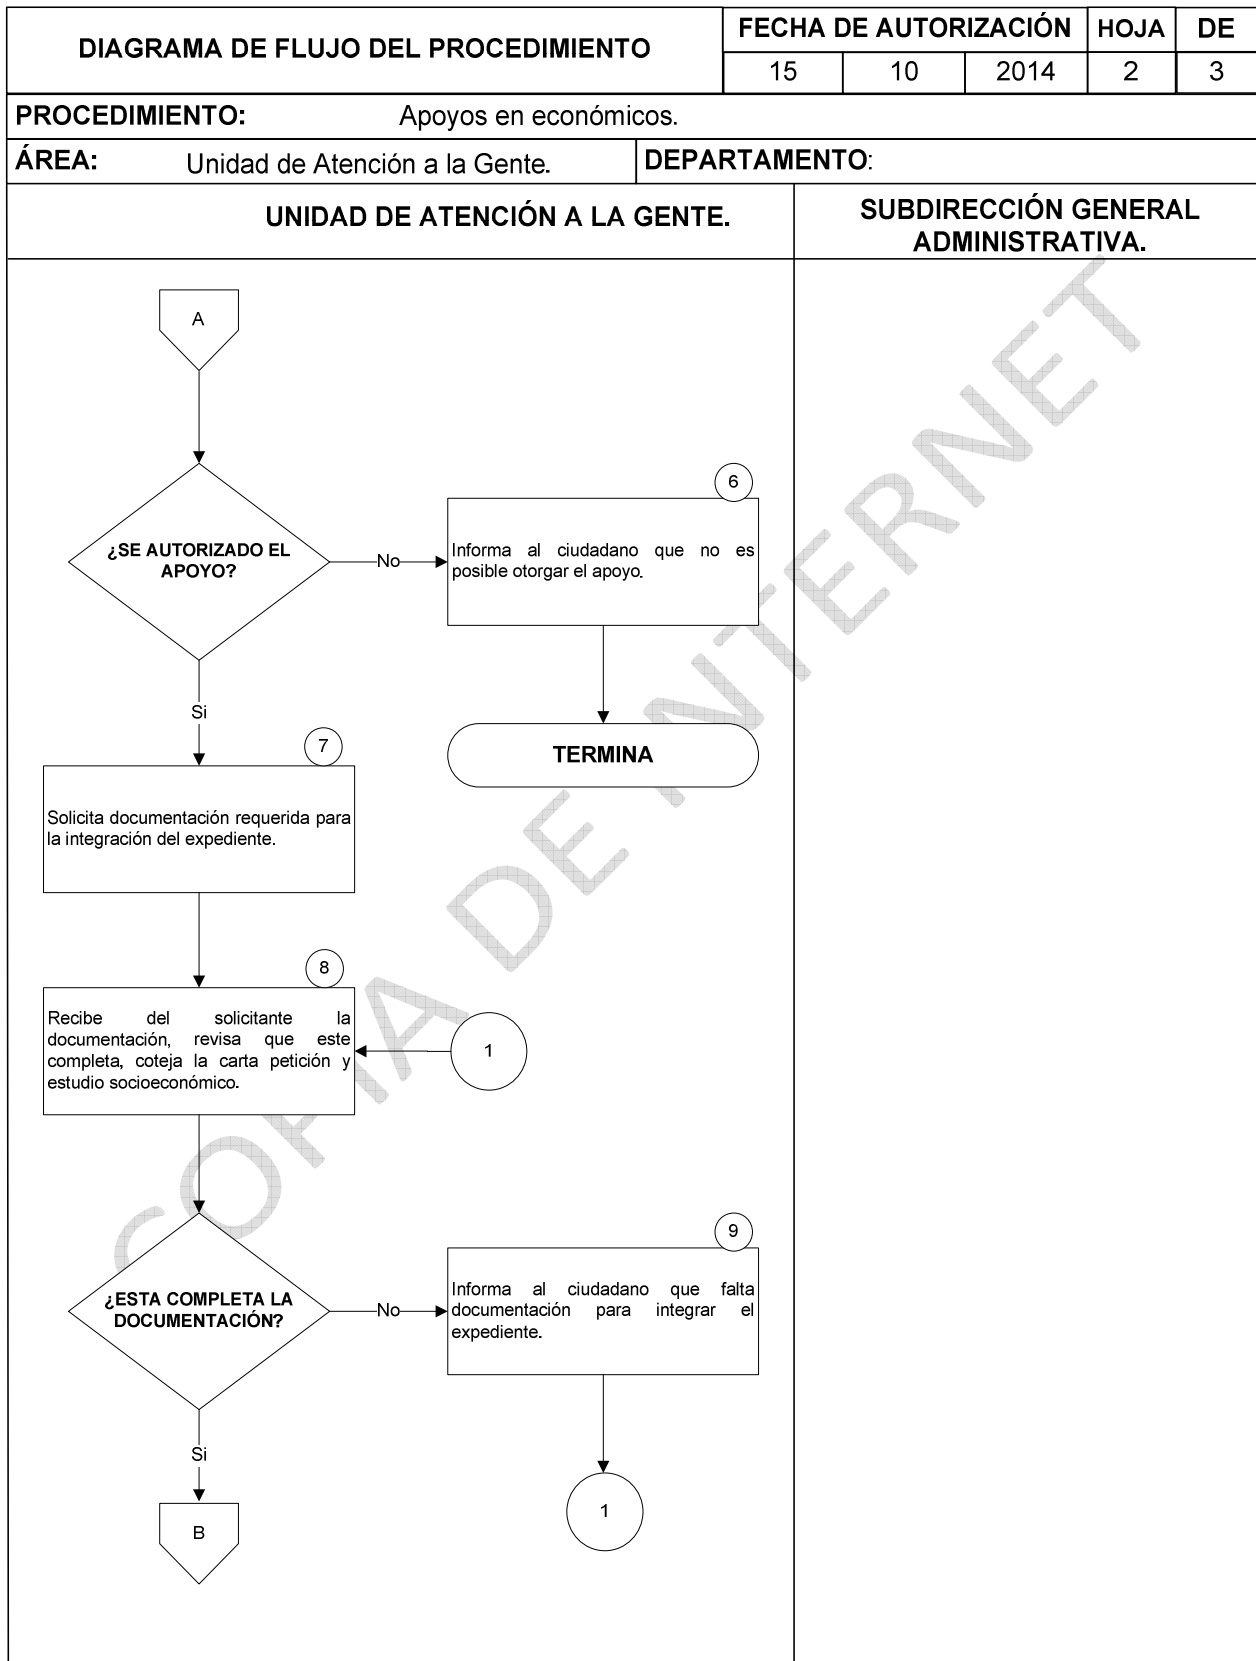 DIAGRAMA DE FLUJO DEL PROCEDIMIENTO
FECHA DE AUTORIZACIÓN
HOJA
DE
15
10
2014
2
3
PROCEDIMIENTO: Apoyos en económicos.
ÁREA: Unidad de Atención a la Gente.
DEPARTAMENTO:
UNIDAD DE ATENCIÓN A LA GENTE.
SUBDIRECCIÓN GENERAL
ADMINISTRATIVA.
A
¿SE AUTORIZADO EL
APOYO?
No
6
Informa al ciudadano que no es
posible otorgar el apoyo.
TERMINA
Si
7
Solicita documentación requerida para
la integración del expediente.
8
Recibe del solicitante la
documentación, revisa que este
completa, coteja la carta petición y
estudio socioeconómico.
1
¿ESTA COMPLETA LA
DOCUMENTACIÓN?
No
9
Informa al ciudadano que falta
documentación para integrar el
expediente.
1
Si
B
COPIA DE INTERNET